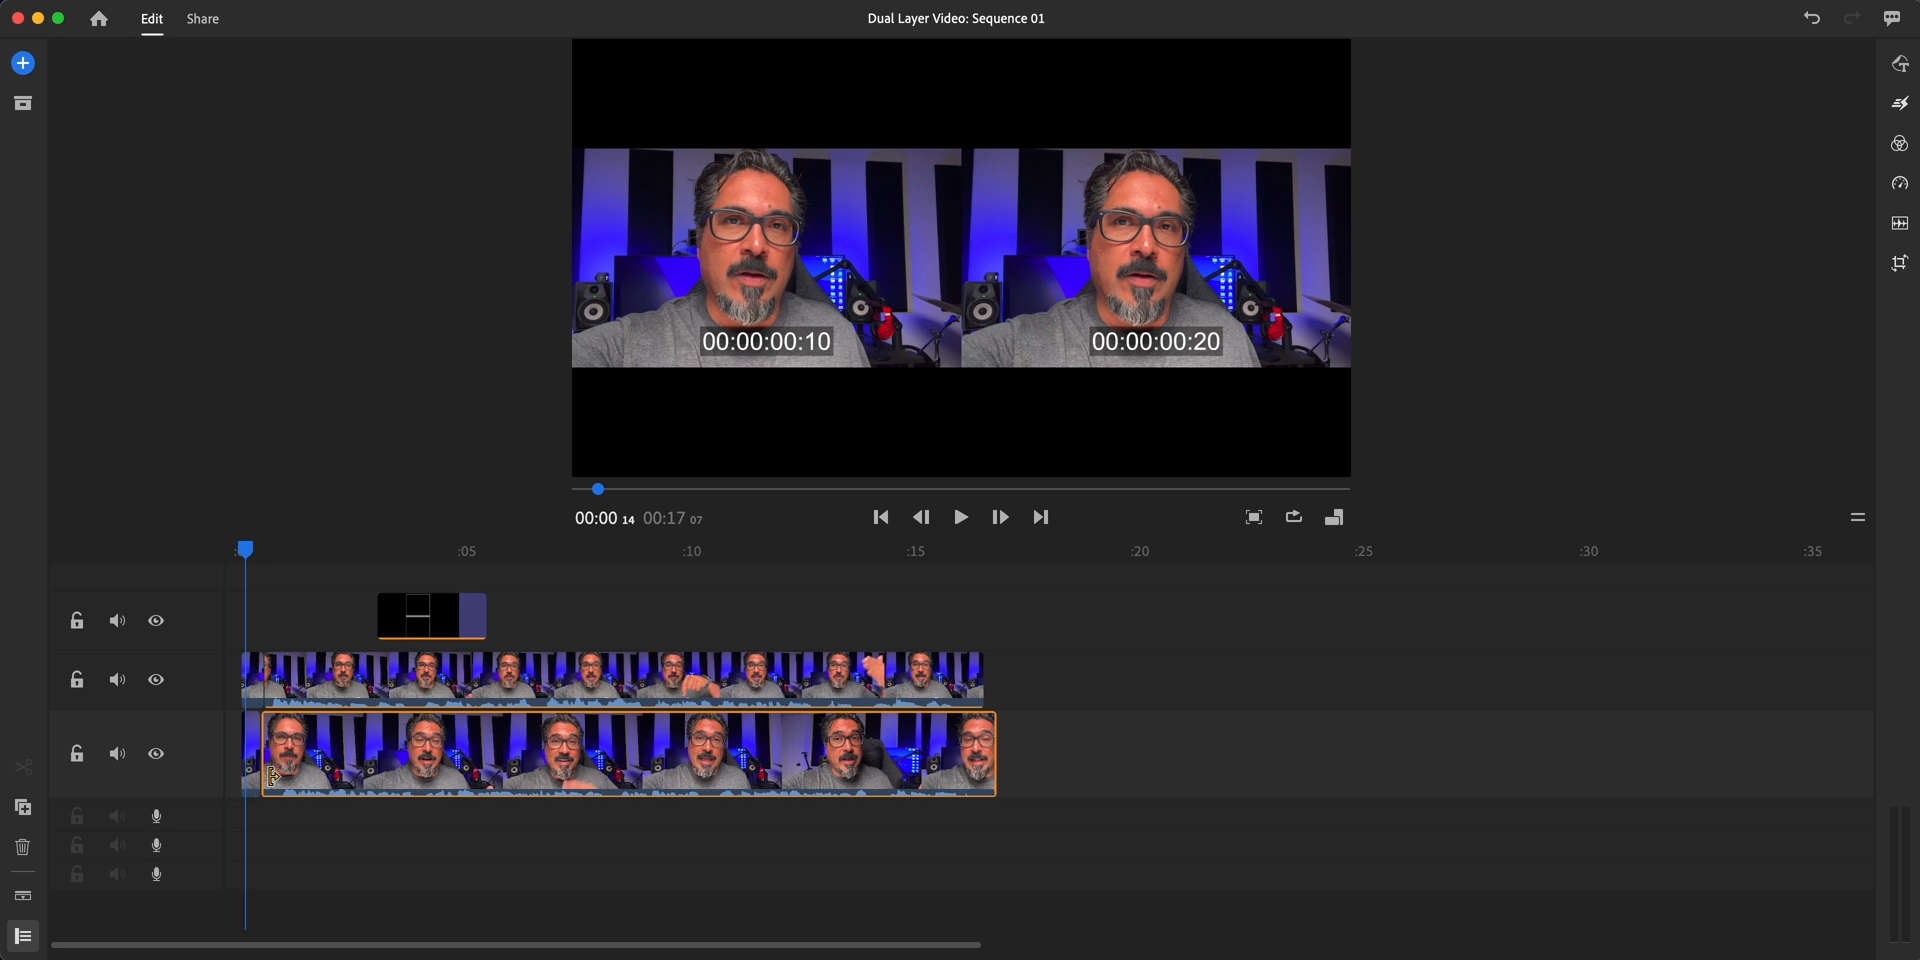 Edit Share Dual Layer Video: Sequence 01
00:00:00:10 00:00:00:20
00:00 14 00:17 07
:05 :10 :15 :20 :25 :30 :35